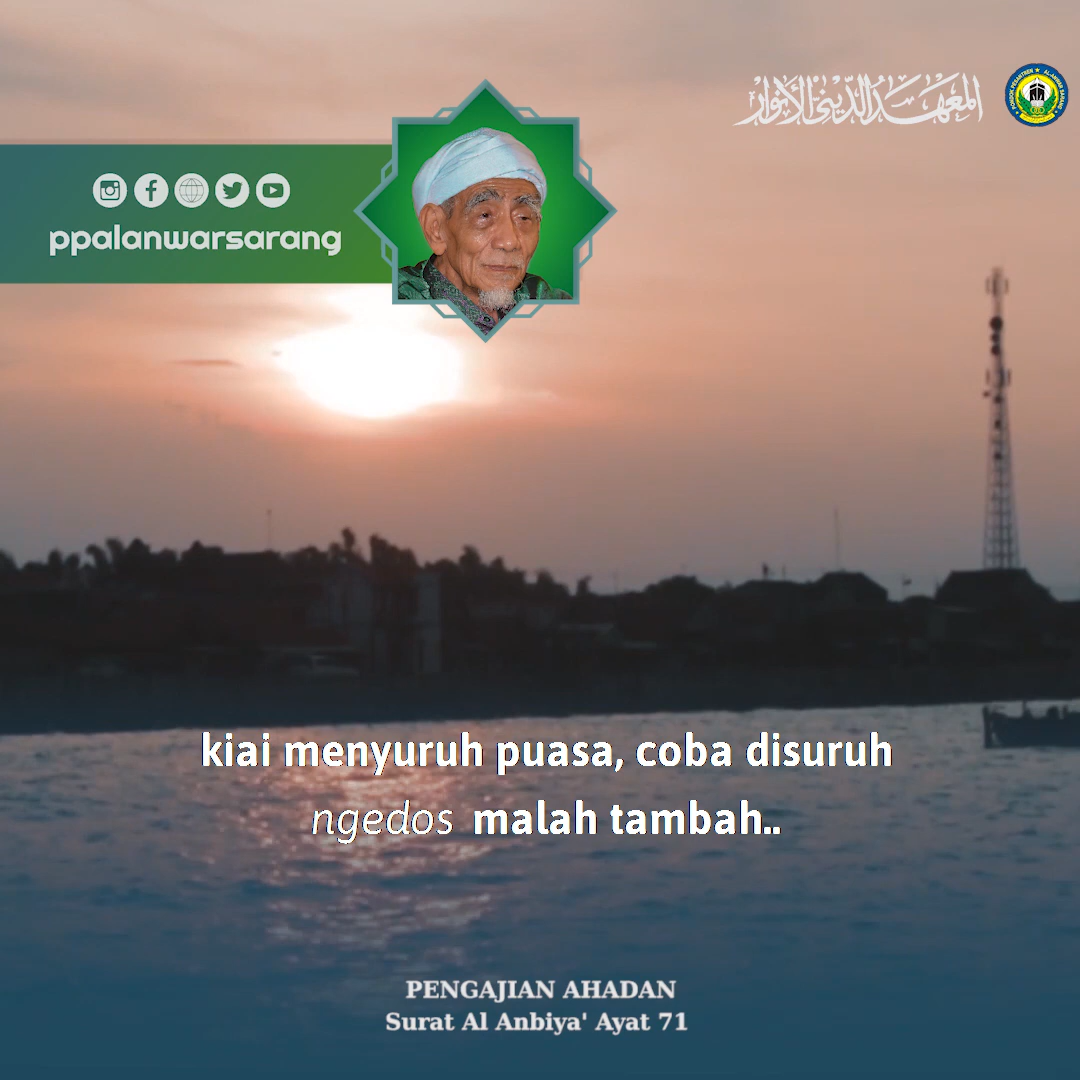 المعهد الديني الأنوار
ppalanwarsarang
kiai menyuruh puasa, coba disuruh
ngedos malah tambah..
PENGAJIAN AHADAN
Surat Al Anbiya' Ayat 71